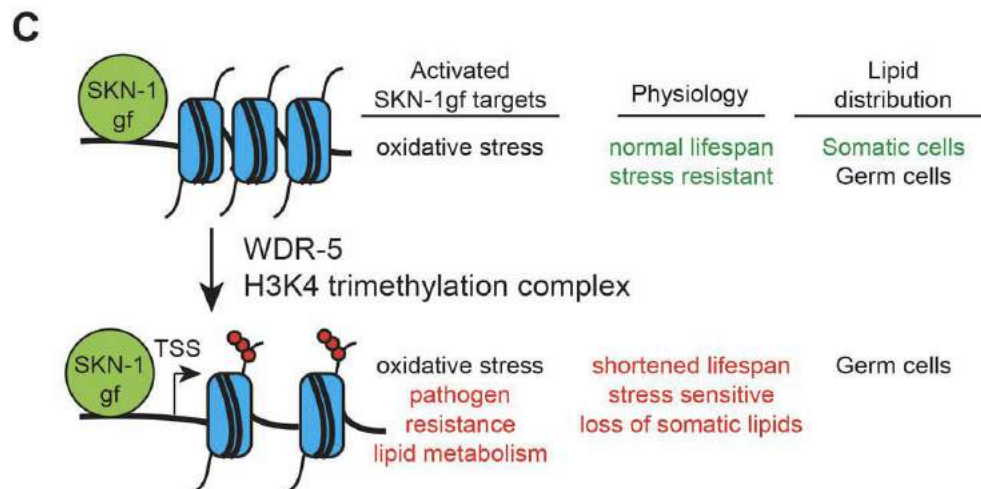 C
SKN-1
gf
Activated
SKN-1gf targets
Physiology
Lipid
distribution
oxidative stress
normal lifespan
stress resistant
Somatic cells
Germ cells
WDR-5
H3K4 trimethylation complex
SKN-1
gf
TSS
oxidative stress
pathogen
resistance
lipid metabolism
shortened lifespan
stress sensitive
loss of somatic lipids
Germ cells